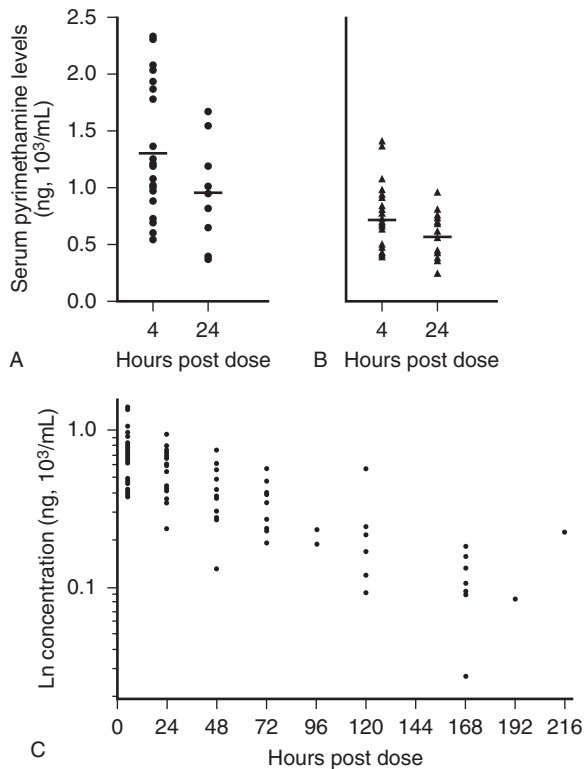 Serum pyrimethamine levels
(ng, 10³/mL)
2.5
2.0
1.5
1.0
0.5
0.0
4 24
Hours post dose
A
4 24
Hours post dose
B
Ln concentration (ng, 10³/mL)
1.0
0.1
0 24 48 72 96 120 144 168 192 216
Hours post dose
C